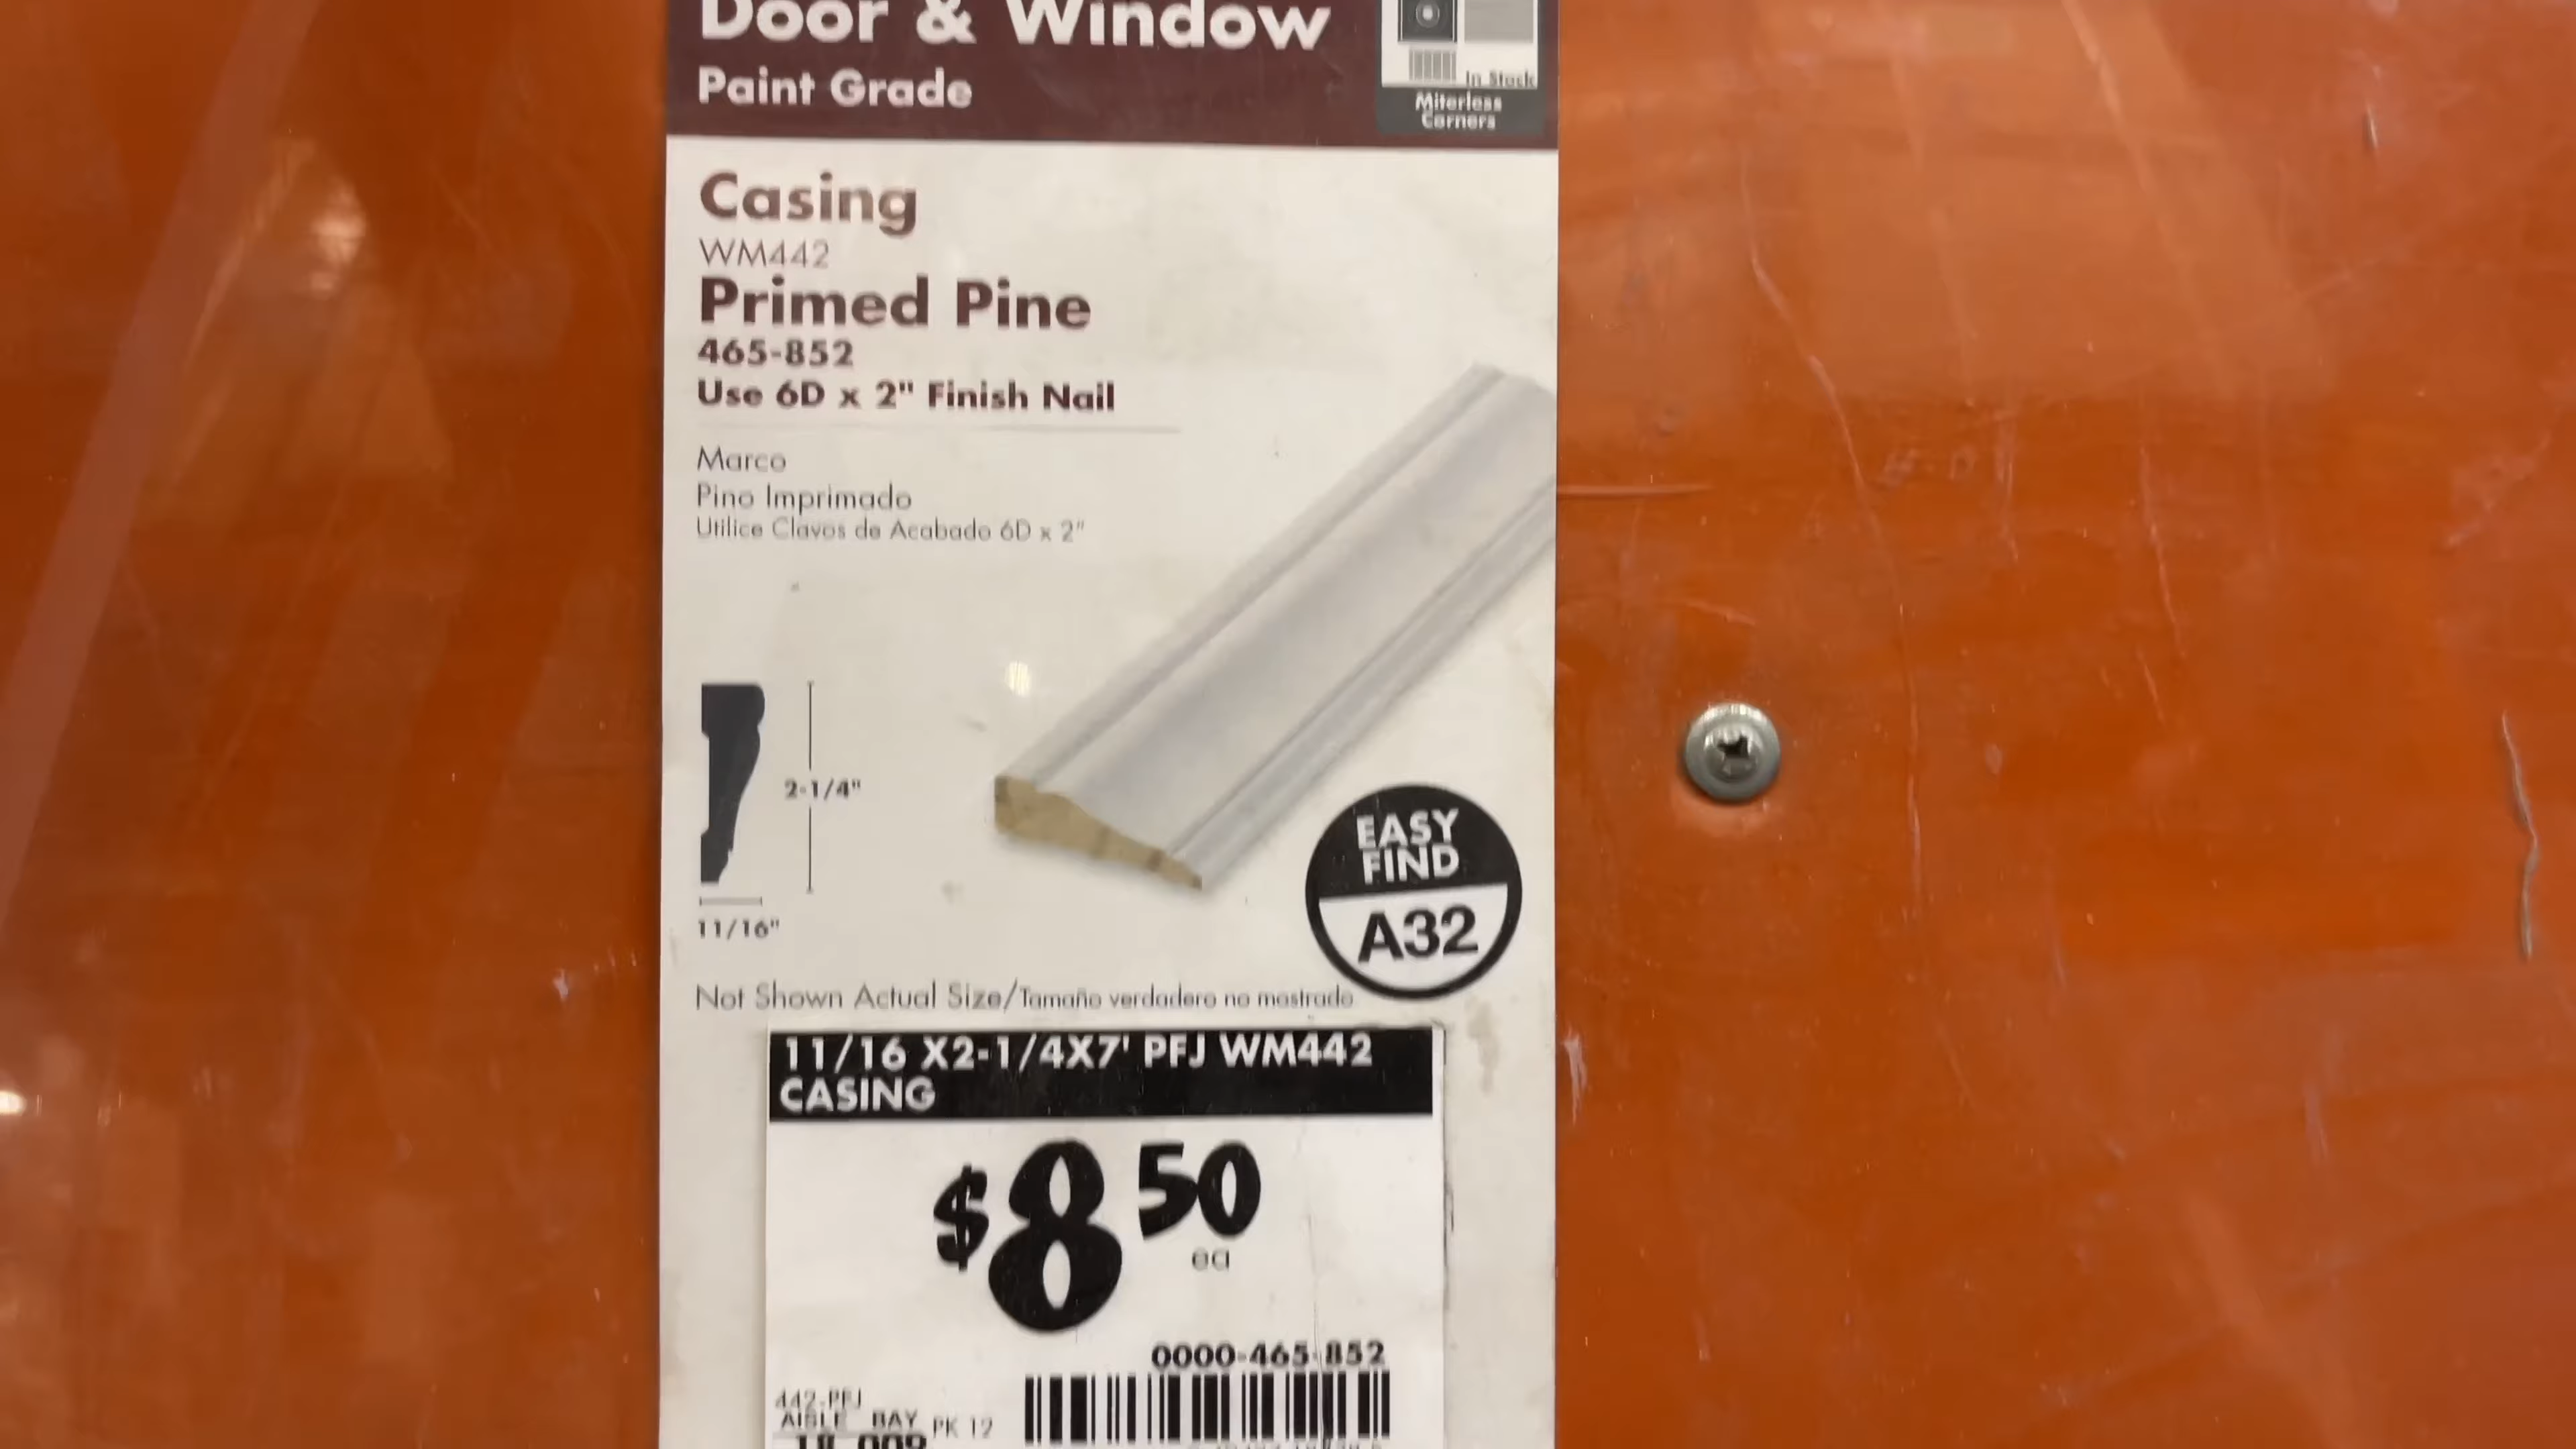 Door & Window
Paint Grade
In Stock
Miterless
Corners
Casing
WM442
Primed Pine
465-852
Use 6D x 2" Finish Nail
Marco
Pino Imprimado
Utilice Clavos de Acabado 6D x 2"
2-1/4"
11/16"
EASY
FIND
A32
Not Shown Actual Size/Tamaño verdadero no mostrado
11/16 X2-1/4X7' PFJ WM442
CASING
$8 50
ea
0000-465-852
442-PFJ
AISLE BAY PK 12
18 009